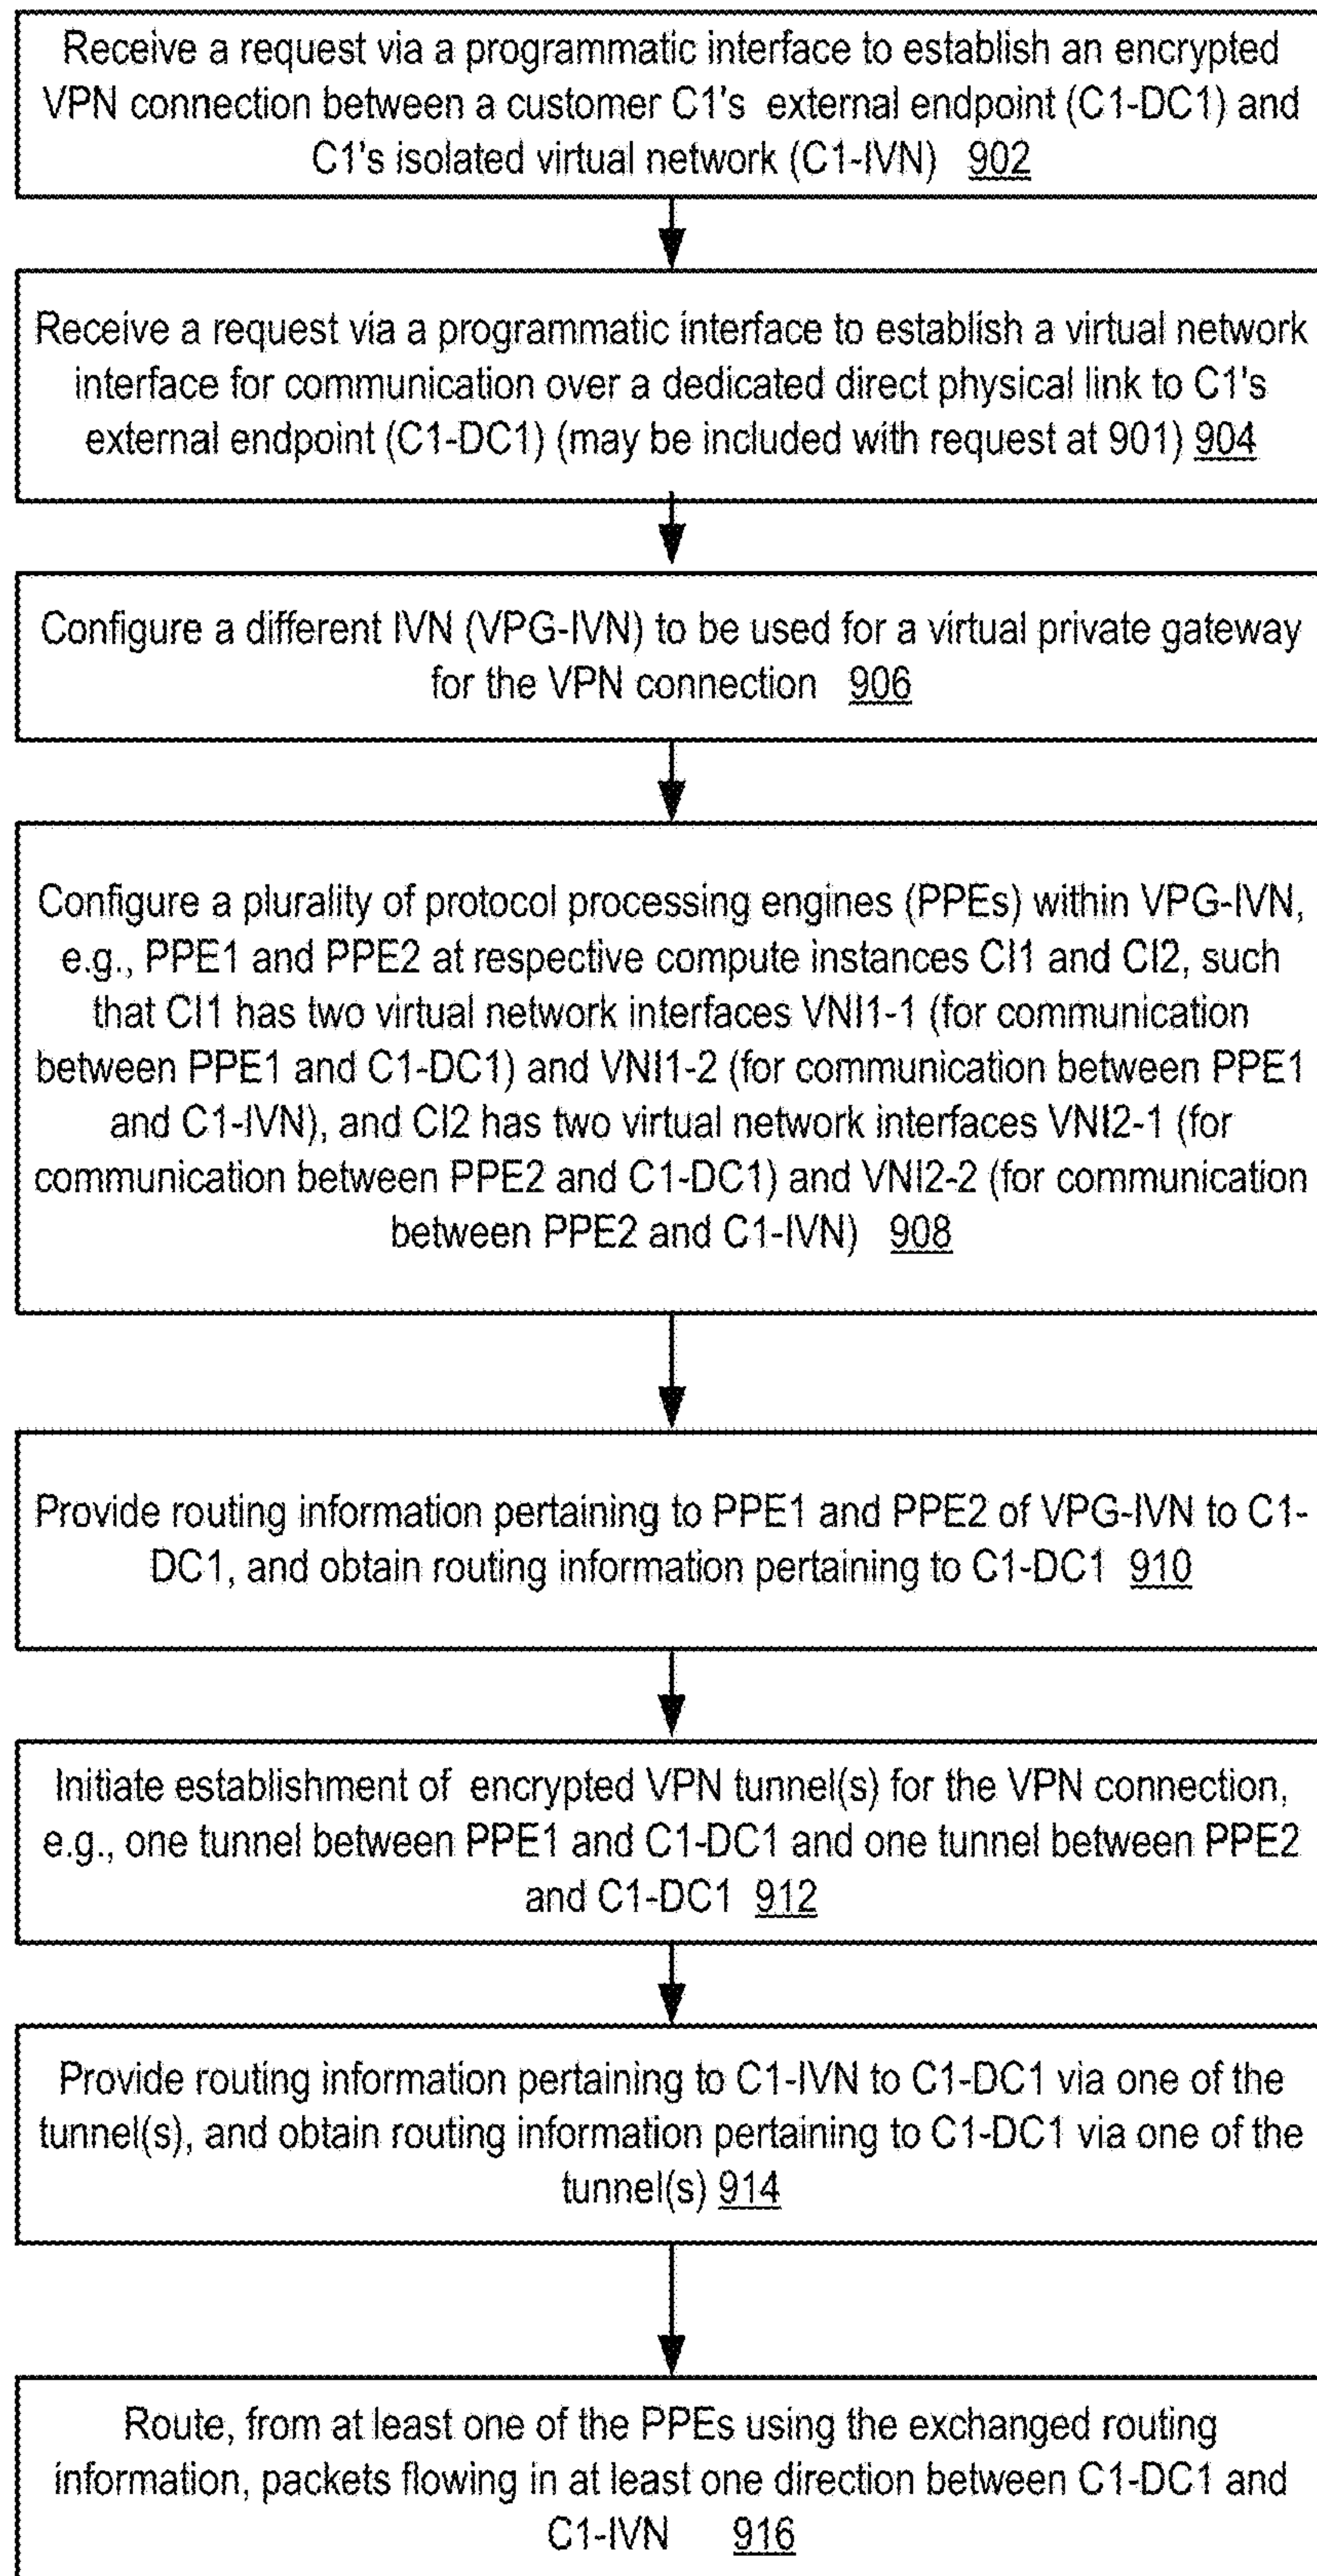 Receive a request via a programmatic interface to establish an encrypted
VPN connection between a customer C1's external endpoint (C1-DC1) and
C1's isolated virtual network (C1-IVN) 902
Receive a request via a programmatic interface to establish a virtual network
interface for communication over a dedicated direct physical link to C1's
external endpoint (C1-DC1) (may be included with request at 901) 904
Configure a different IVN (VPG-IVN) to be used for a virtual private gateway
for the VPN connection 906
Configure a plurality of protocol processing engines (PPEs) within VPG-IVN,
e.g., PPE1 and PPE2 at respective compute instances CI1 and CI2, such
that CI1 has two virtual network interfaces VNI1-1 (for communication
between PPE1 and C1-DC1) and VNI1-2 (for communication between PPE1
and C1-IVN), and CI2 has two virtual network interfaces VNI2-1 (for
communication between PPE2 and C1-DC1) and VNI2-2 (for communication
between PPE2 and C1-IVN) 908
Provide routing information pertaining to PPE1 and PPE2 of VPG-IVN to C1-
DC1, and obtain routing information pertaining to C1-DC1 910
Initiate establishment of encrypted VPN tunnel(s) for the VPN connection,
e.g., one tunnel between PPE1 and C1-DC1 and one tunnel between PPE2
and C1-DC1 912
Provide routing information pertaining to C1-IVN to C1-DC1 via one of the
tunnel(s), and obtain routing information pertaining to C1-DC1 via one of the
tunnel(s) 914
Route, from at least one of the PPEs using the exchanged routing
information, packets flowing in at least one direction between C1-DC1 and
C1-IVN 916